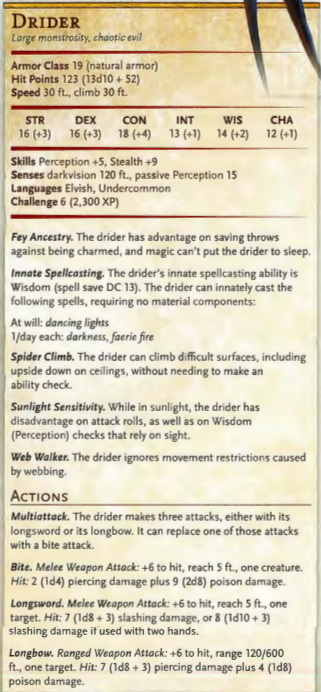 DRIDER
Large monstrosity, chaotic evil
Armor Class 19 (natural armor)
Hit Points 123 (13d10 + 52)
Speed 30 ft., climb 30 ft.
STR DEX CON INT WIS CHA
16 (+3) 16 (+3) 18 (+4) 13 (+1) 14 (+2) 12 (+1)
Skills Perception +5, Stealth +9
Senses darkvision 120 ft., passive Perception 15
Languages Elvish, Undercommon
Challenge 6 (2,300 XP)
Fey Ancestry. The drider has advantage on saving throws
against being charmed, and magic can't put the drider to sleep.
Innate Spellcasting. The drider's innate spellcasting ability is
Wisdom (spell save DC 13). The drider can innately cast the
following spells, requiring no material components:
At will: dancing lights
1/day each: darkness, faerie fire
Spider Climb. The drider can climb difficult surfaces, including
upside down on ceilings, without needing to make an
ability check.
Sunlight Sensitivity. While in sunlight, the drider has
disadvantage on attack rolls, as well as on Wisdom
(Perception) checks that rely on sight.
Web Walker. The drider ignores movement restrictions caused
by webbing.
ACTIONS
Multiattack. The drider makes three attacks, either with its
longsword or its longbow. It can replace one of those attacks
with a bite attack.
Bite. Melee Weapon Attack: +6 to hit, reach 5 ft., one creature.
Hit: 2 (1d4) piercing damage plus 9 (2d8) poison damage.
Longsword. Melee Weapon Attack: +6 to hit, reach 5 ft., one
target. Hit: 7 (1d8 + 3) slashing damage, or 8 (1d10 + 3)
slashing damage if used with two hands.
Longbow. Ranged Weapon Attack: +6 to hit, range 120/600
ft., one target. Hit: 7 (1d8 + 3) piercing damage plus 4 (1d8)
poison damage.